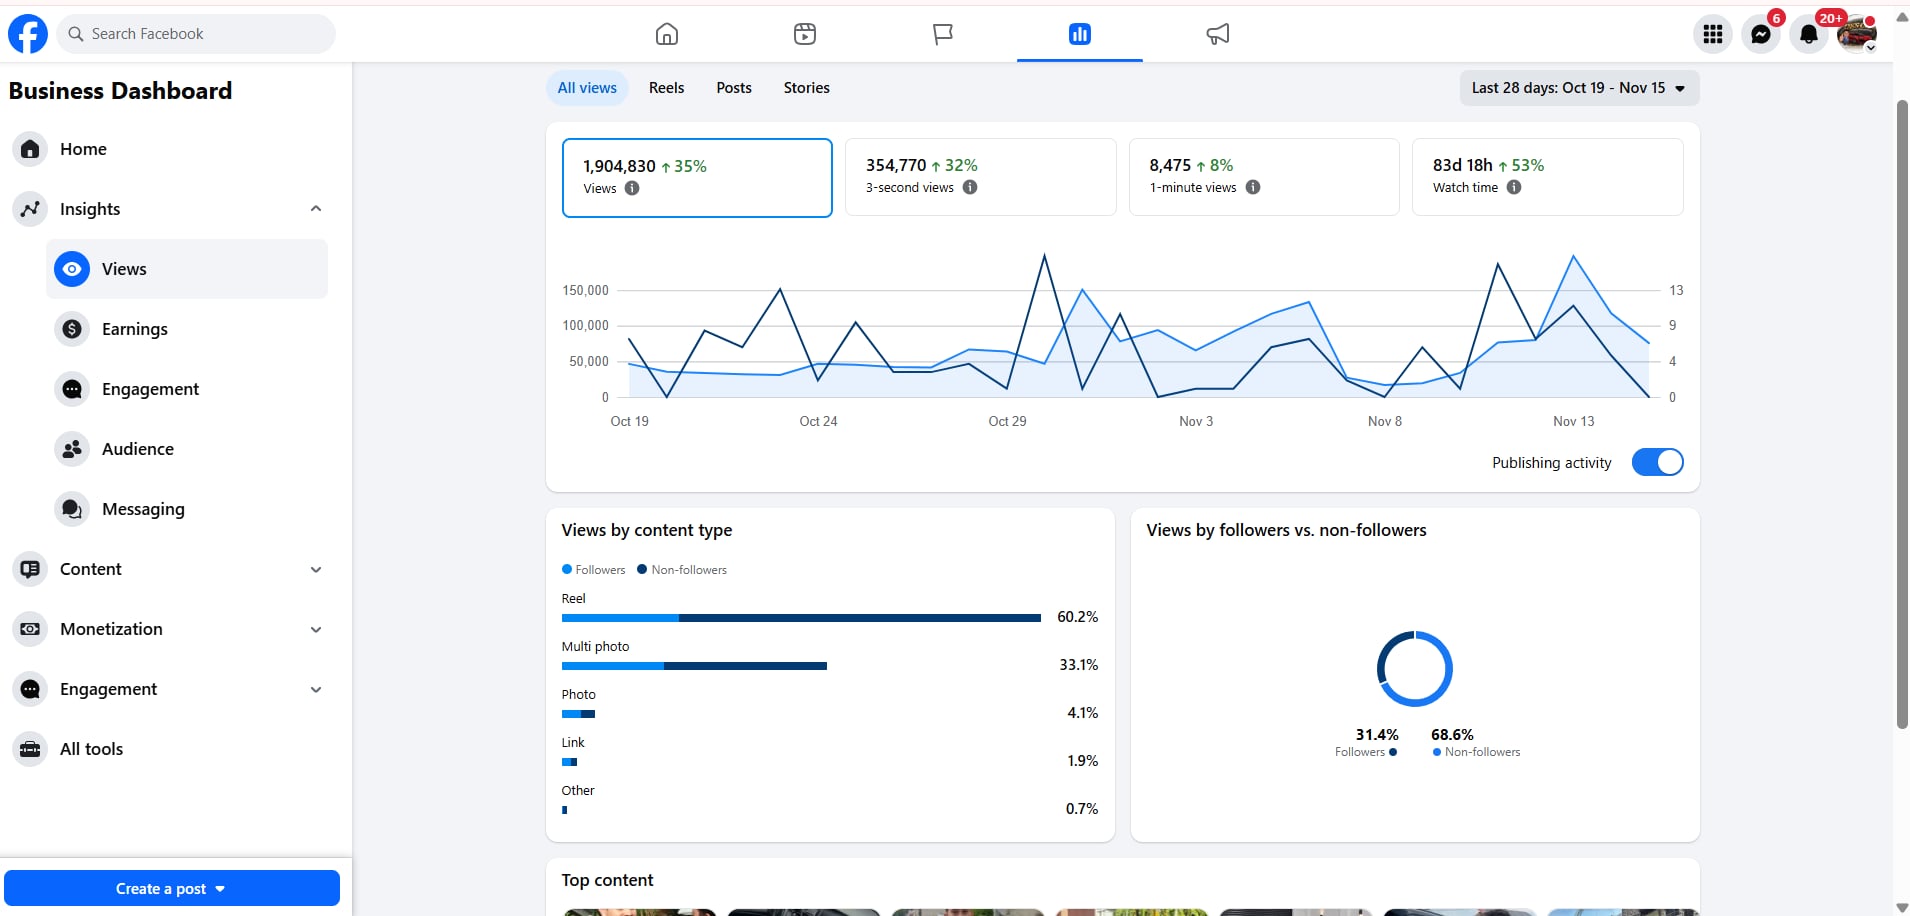 Search Facebook
6
20+
Business Dashboard
Home
Insights
Views
Earnings
Engagement
Audience
Messaging
Content
Monetization
Engagement
All tools
Create a post
All views Reels Posts Stories
Last 28 days: Oct 19 - Nov 15
1,904,830 ↑ 35%
Views
354,770 ↑ 32%
3-second views
8,475 ↑ 8%
1-minute views
83d 18h ↑ 53%
Watch time
150,000 13
100,000 9
50,000 4
0 0
Oct 19 Oct 24 Oct 29 Nov 3 Nov 8 Nov 13
Publishing activity
Views by content type
Followers Non-followers
Reel
60.2%
Multi photo
33.1%
Photo
4.1%
Link
1.9%
Other
0.7%
Views by followers vs. non-followers
31.4% 68.6%
Followers Non-followers
Top content